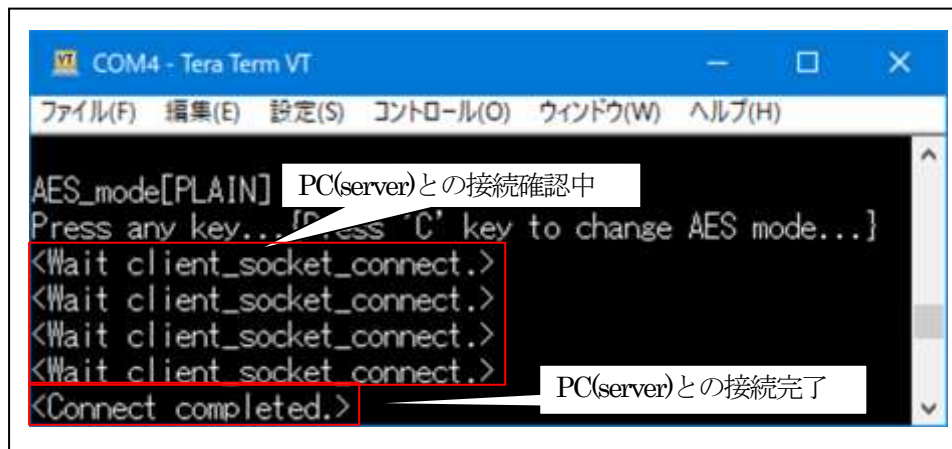 COM4 - Tera Term VT
ファイル(F) 編集(E) 設定(S) コントロール(O) ウィンドウ(W) ヘルプ(H)
AES_mode[PLAIN]
PC(server)との接続確認中
Press any key...{Press 'C' key to change AES mode...}
<Wait client_socket_connect.>
<Wait client_socket_connect.>
<Wait client_socket_connect.>
<Wait client_socket_connect.>
PC(server)との接続完了
<Connect completed.>